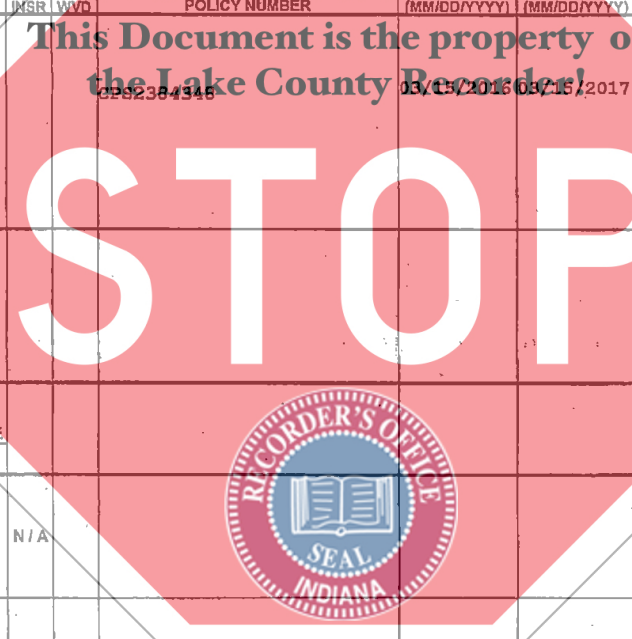 INSR WVD POLICY NUMBER (MM/DD/YYYY) (MM/DD/YYYY)
This Document is the property o
the Lake County Recorder!
CPS2384348 03/15/2016 03/15/2017
STOP
RECORDER'S OFFICE
SEAL
INDIANA
N/A